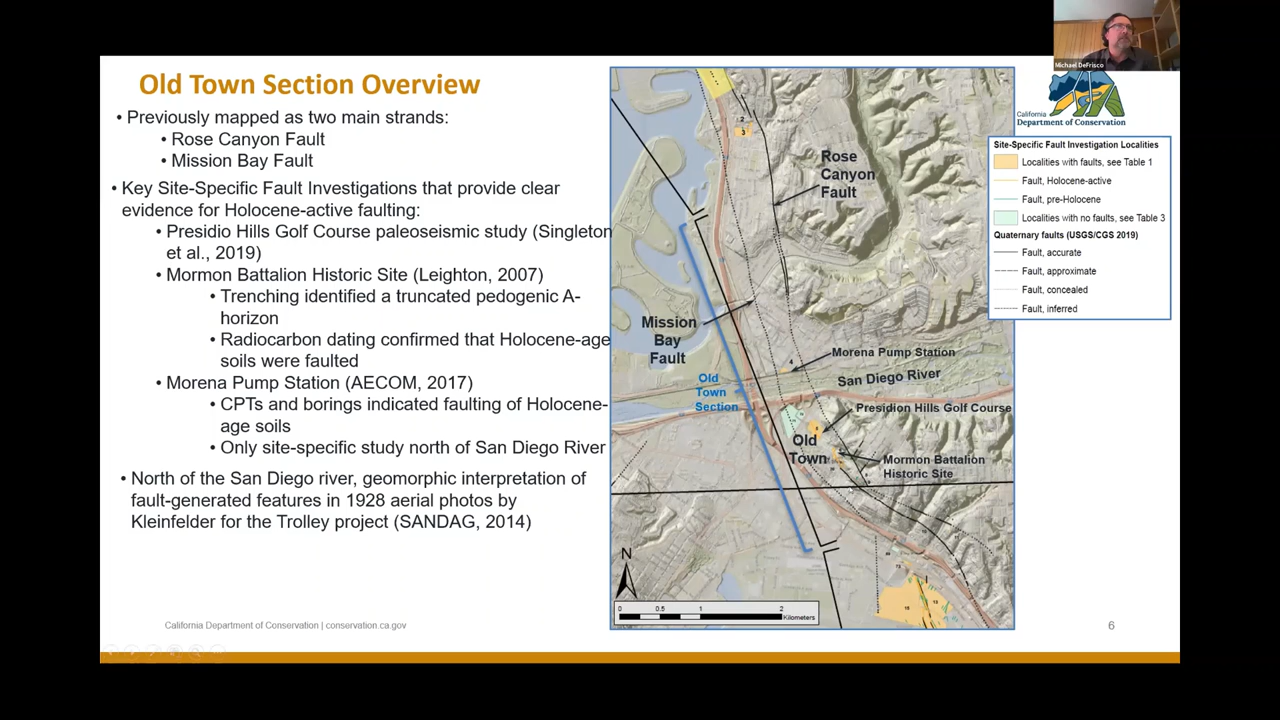 Michael DeFrisco
Old Town Section Overview
• Previously mapped as two main strands:
• Rose Canyon Fault
• Mission Bay Fault
• Key Site-Specific Fault Investigations that provide clear
evidence for Holocene-active faulting:
• Presidio Hills Golf Course paleoseismic study (Singleton
et al., 2019)
• Mormon Battalion Historic Site (Leighton, 2007)
• Trenching identified a truncated pedogenic A-
horizon
• Radiocarbon dating confirmed that Holocene-age
soils were faulted
• Morena Pump Station (AECOM, 2017)
• CPTs and borings indicated faulting of Holocene-
age soils
• Only site-specific study north of San Diego River
• North of the San Diego river, geomorphic interpretation of
fault-generated features in 1928 aerial photos by
Kleinfelder for the Trolley project (SANDAG, 2014)
2
3
Rose
Canyon
Fault
Mission
Bay
Fault
4
Morena Pump Station
San Diego River
Old
Town
Section
Presidion Hills Golf Course
Old
Town
Mormon Battalion
Historic Site
N
0 0.5 1 2
Kilometers
California
Department of Conservation
Site-Specific Fault Investigation Localities
Localities with faults, see Table 1
Fault, Holocene-active
Fault, pre-Holocene
Localities with no faults, see Table 3
Quaternary faults (USGS/CGS 2019)
Fault, accurate
Fault, approximate
Fault, concealed
Fault, inferred
California Department of Conservation | conservation.ca.gov
6